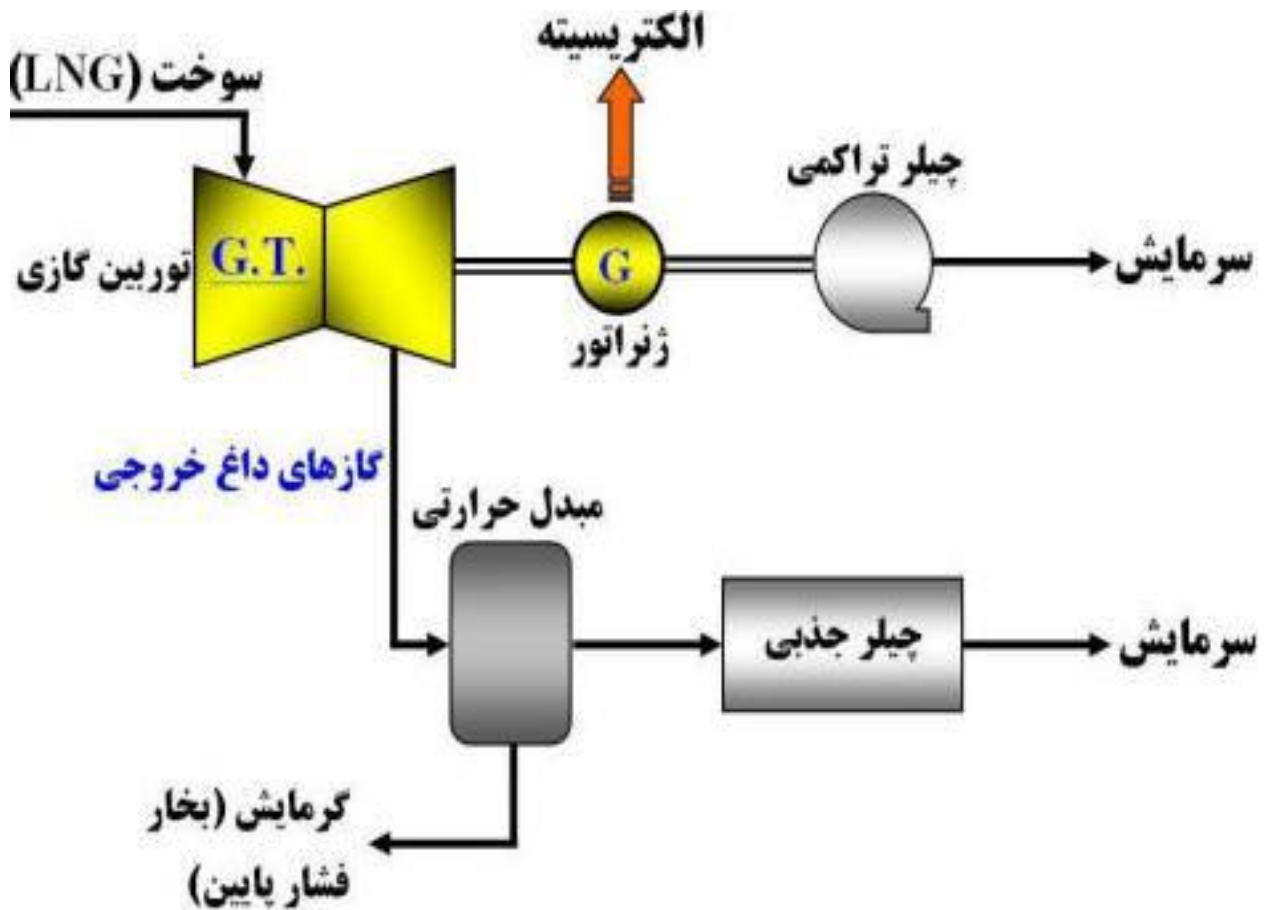 الکتریسیته
سوخت (LNG)
چیلر تراکمی
سرمایش
G.T.
توربین گازی
G
ژنراتور
گازهای داغ خروجی
مبدل حرارتی
چیلر جذبی
سرمایش
گرمایش (بخار
فشار پایین)